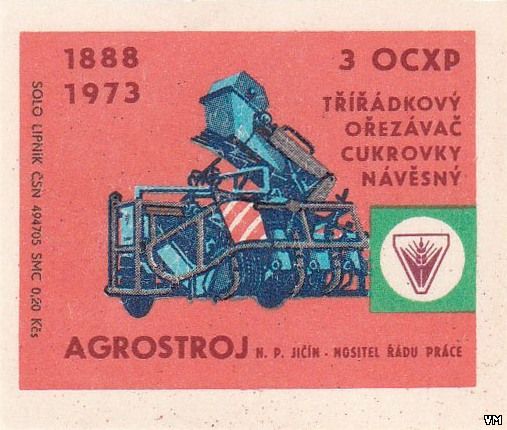 1888
1973
3 OCXP
TŘÍŘÁDKOVÝ
OŘEZÁVAČ
CUKROVKY
NÁVĚSNÝ
SOLO LIPNÍK ČSN 494705 SMC 0,20 Kčs
AGROSTROJ N. P. JIČÍN - NOSITEL ŘÁDU PRÁCE
VM